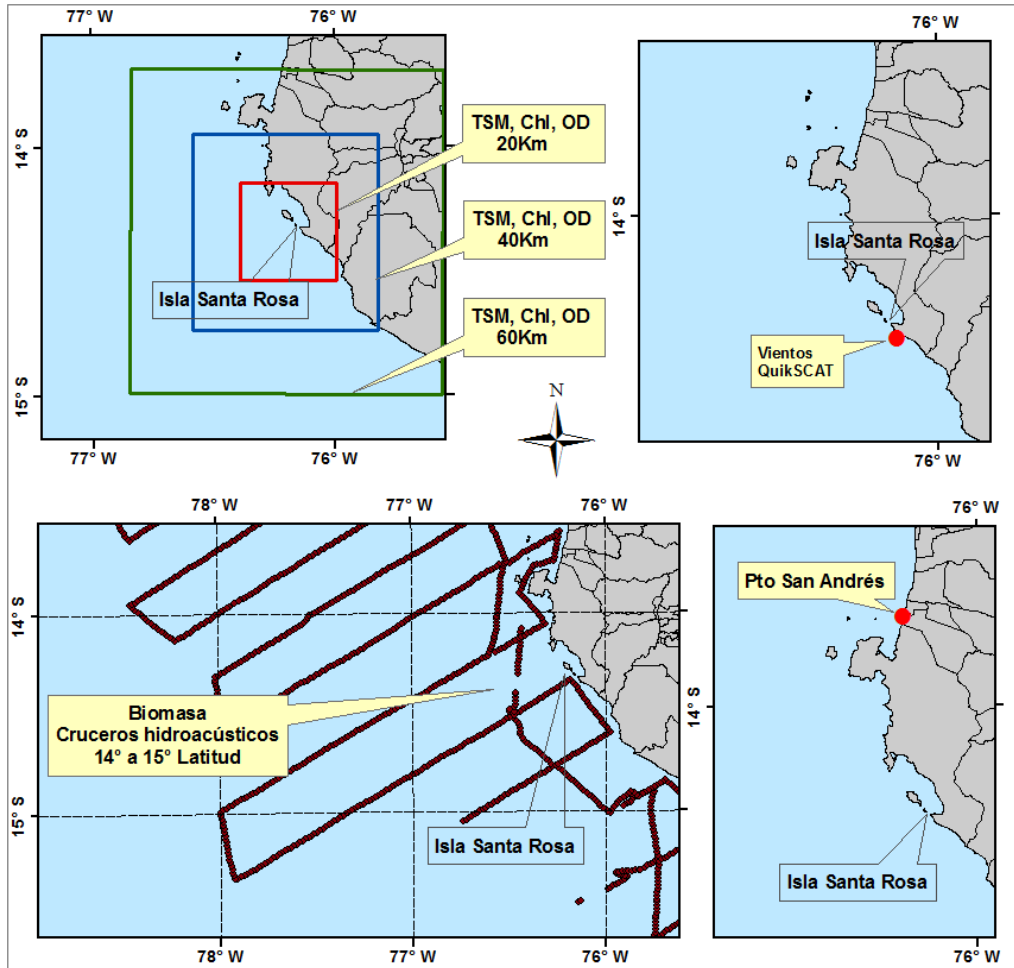 77° W
76° W
14° S
15° S
TSM, Chl, OD
20Km
TSM, Chl, OD
40Km
TSM, Chl, OD
60Km
Isla Santa Rosa
77° W
76° W
76° W
14° S
Isla Santa Rosa
Vientos
QuikSCAT
76° W
N
78° W
77° W
76° W
14° S
15° S
Biomasa
Cruceros hidroacústicos
14° a 15° Latitud
Isla Santa Rosa
78° W
77° W
76° W
76° W
Pto San Andrés
14° S
Isla Santa Rosa
76° W